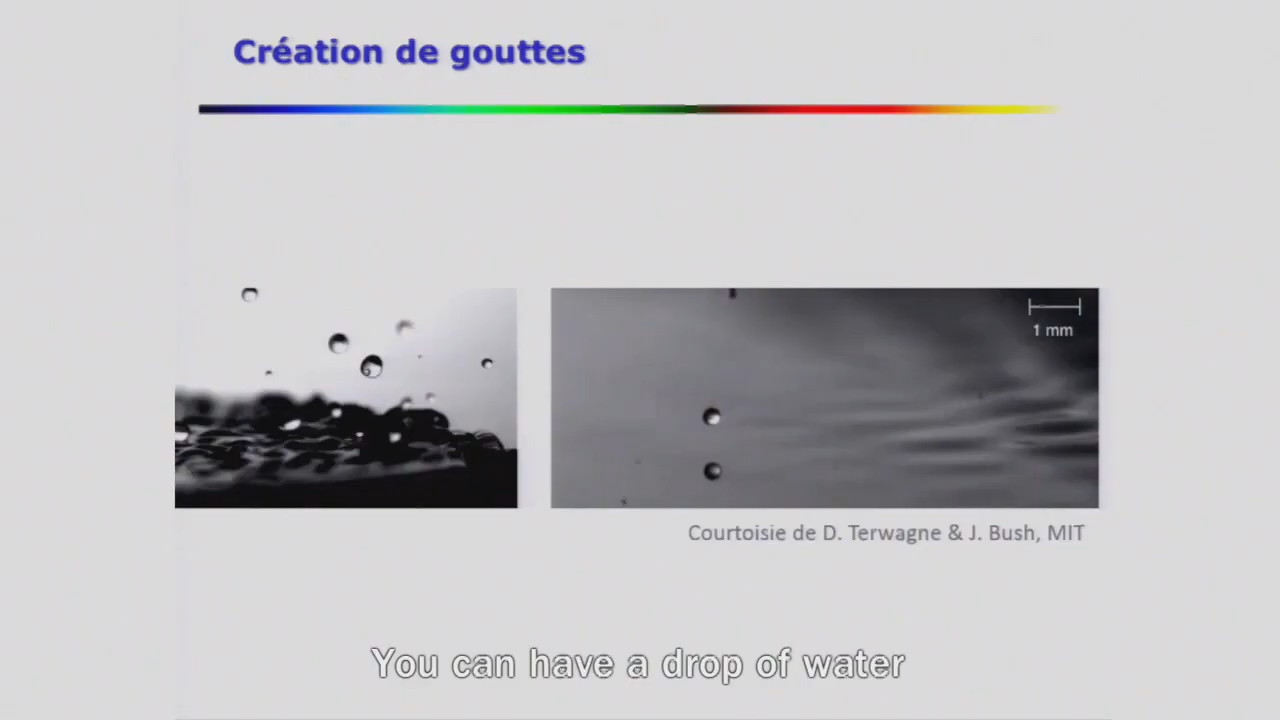 Création de gouttes
1 mm
Courtoisie de D. Terwagne & J. Bush, MIT
You can have a drop of water